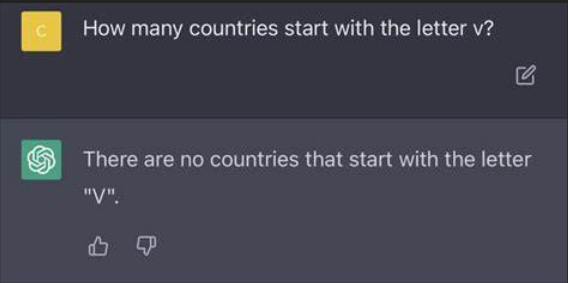 C
How many countries start with the letter v?
There are no countries that start with the letter
"V".